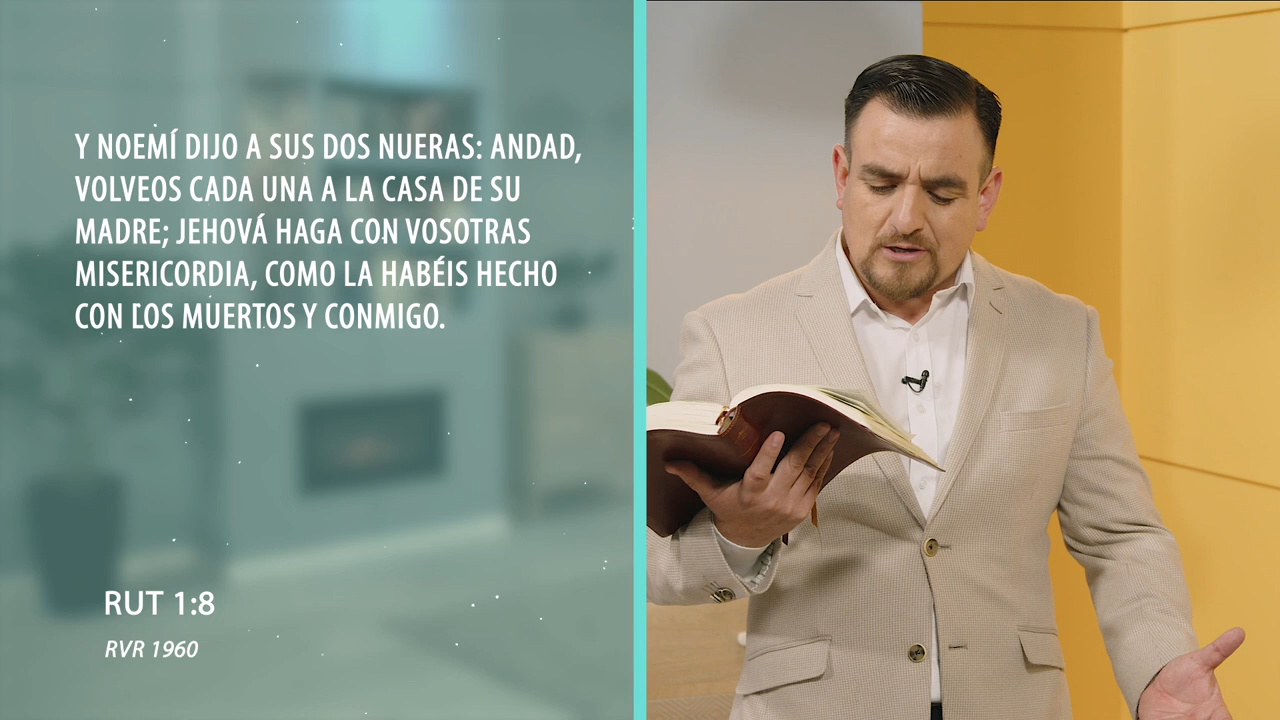 Y NOEMÍ DIJO A SUS DOS NUERAS: ANDAD,
VOLVEOS CADA UNA A LA CASA DE SU
MADRE; JEHOVÁ HAGA CON VOSOTRAS
MISERICORDIA, COMO LA HABÉIS HECHO
CON LOS MUERTOS Y CONMIGO.
RUT 1:8
RVR 1960